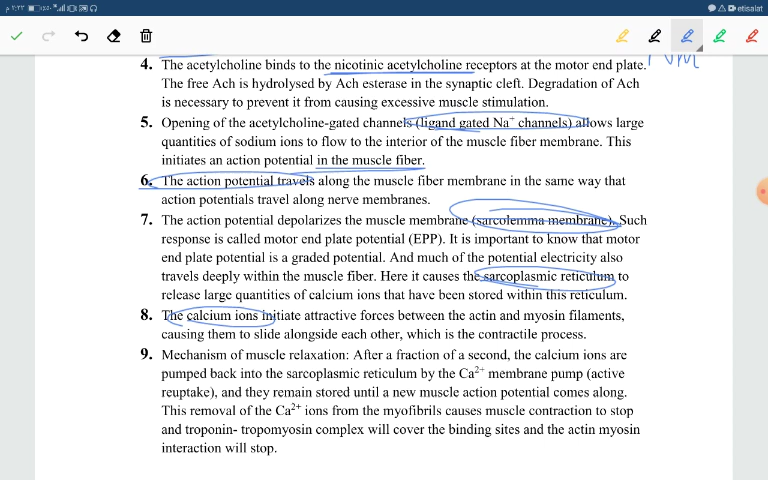 etisalat
4. The acetylcholine binds to the nicotinic acetylcholine receptors at the motor end plate.
The free Ach is hydrolysed by Ach esterase in the synaptic cleft. Degradation of Ach
is necessary to prevent it from causing excessive muscle stimulation.
5. Opening of the acetylcholine-gated channels (ligand gated Na⁺ channels) allows large
quantities of sodium ions to flow to the interior of the muscle fiber membrane. This
initiates an action potential in the muscle fiber.
6. The action potential travels along the muscle fiber membrane in the same way that
action potentials travel along nerve membranes.
7. The action potential depolarizes the muscle membrane (sarcolemma membrane). Such
response is called motor end plate potential (EPP). It is important to know that motor
end plate potential is a graded potential. And much of the potential electricity also
travels deeply within the muscle fiber. Here it causes the sarcoplasmic reticulum to
release large quantities of calcium ions that have been stored within this reticulum.
8. The calcium ions initiate attractive forces between the actin and myosin filaments,
causing them to slide alongside each other, which is the contractile process.
9. Mechanism of muscle relaxation: After a fraction of a second, the calcium ions are
pumped back into the sarcoplasmic reticulum by the Ca²⁺ membrane pump (active
reuptake), and they remain stored until a new muscle action potential comes along.
This removal of the Ca²⁺ ions from the myofibrils causes muscle contraction to stop
and troponin- tropomyosin complex will cover the binding sites and the actin myosin
interaction will stop.